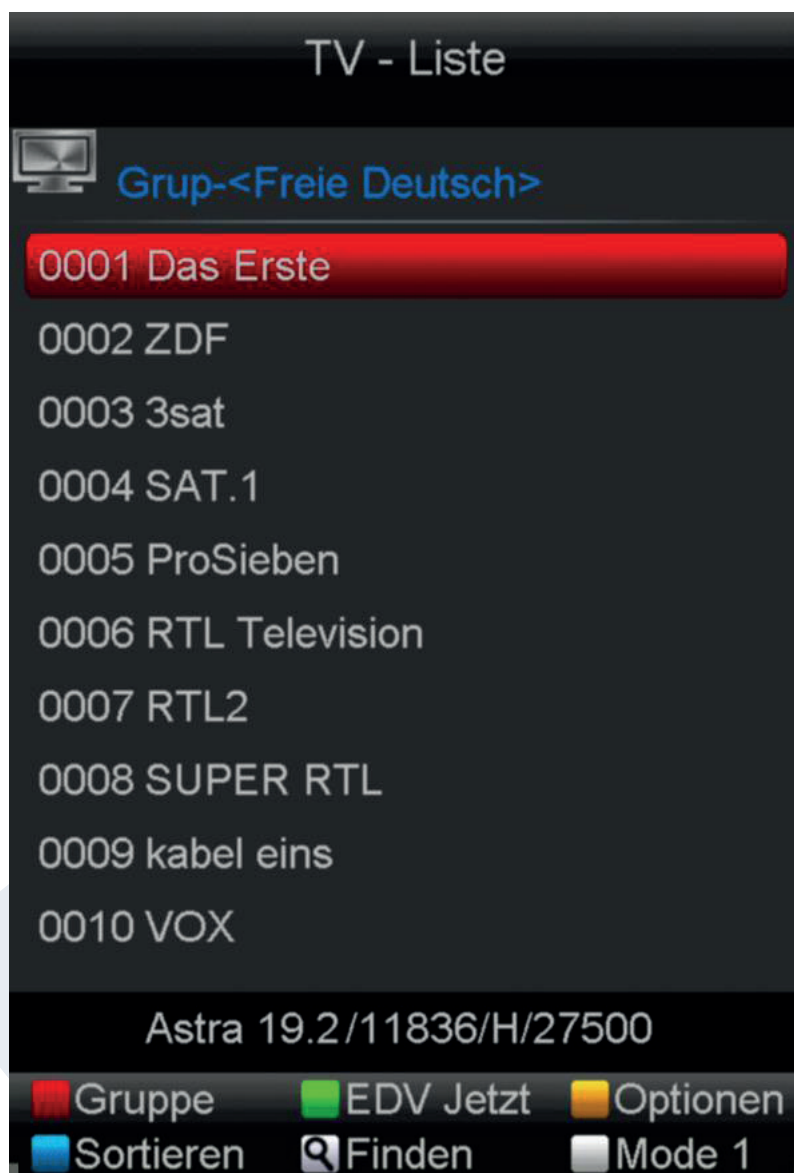 TV - Liste
Grup-<Freie Deutsch>
0001 Das Erste
0002 ZDF
0003 3sat
0004 SAT.1
0005 ProSieben
0006 RTL Television
0007 RTL2
0008 SUPER RTL
0009 kabel eins
0010 VOX
Astra 19.2/11836/H/27500
Gruppe EDV Jetzt Optionen
Sortieren Finden Mode 1